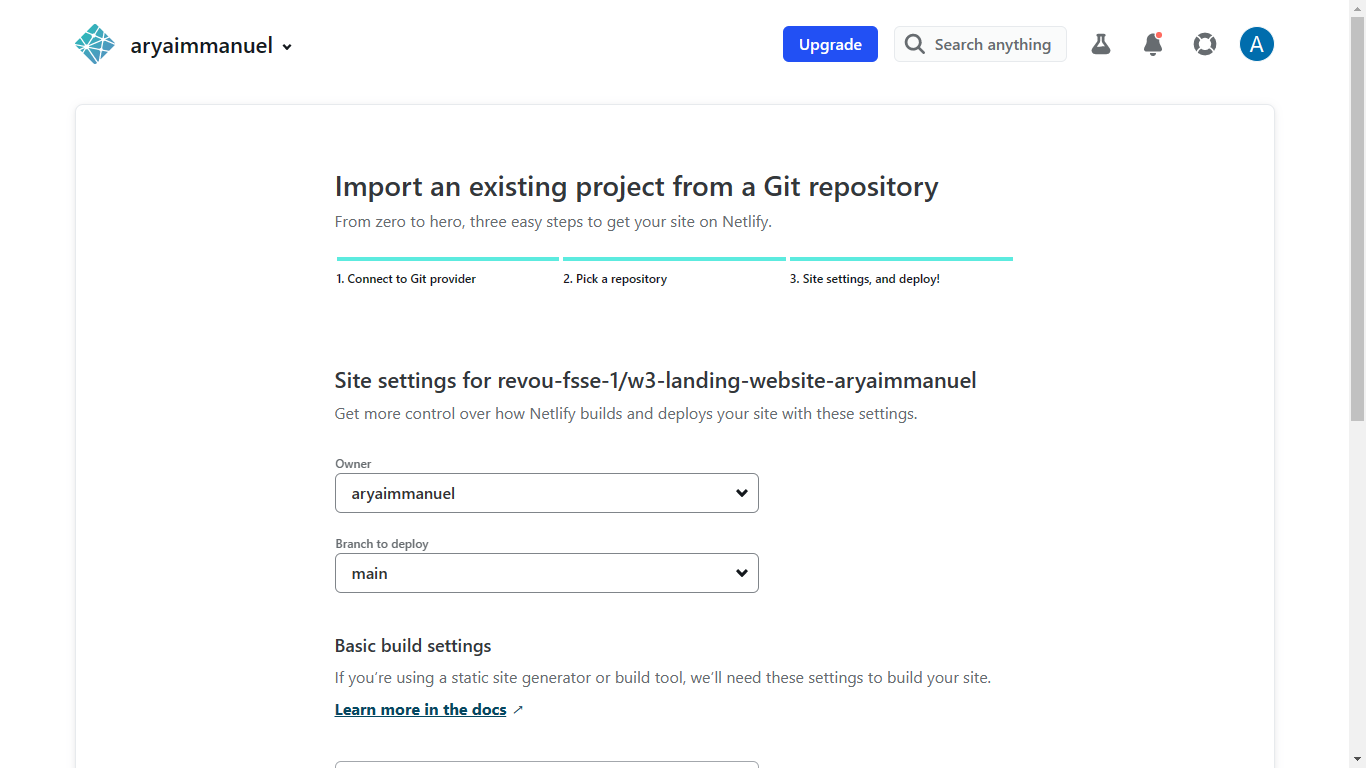 aryaimmanuel
Upgrade
Search anything
A
Import an existing project from a Git repository
From zero to hero, three easy steps to get your site on Netlify.
1. Connect to Git provider
2. Pick a repository
3. Site settings, and deploy!
Site settings for revou-fsse-1/w3-landing-website-aryaimmanuel
Get more control over how Netlify builds and deploys your site with these settings.
Owner
aryaimmanuel
Branch to deploy
main
Basic build settings
If you’re using a static site generator or build tool, we’ll need these settings to build your site.
Learn more in the docs ↗